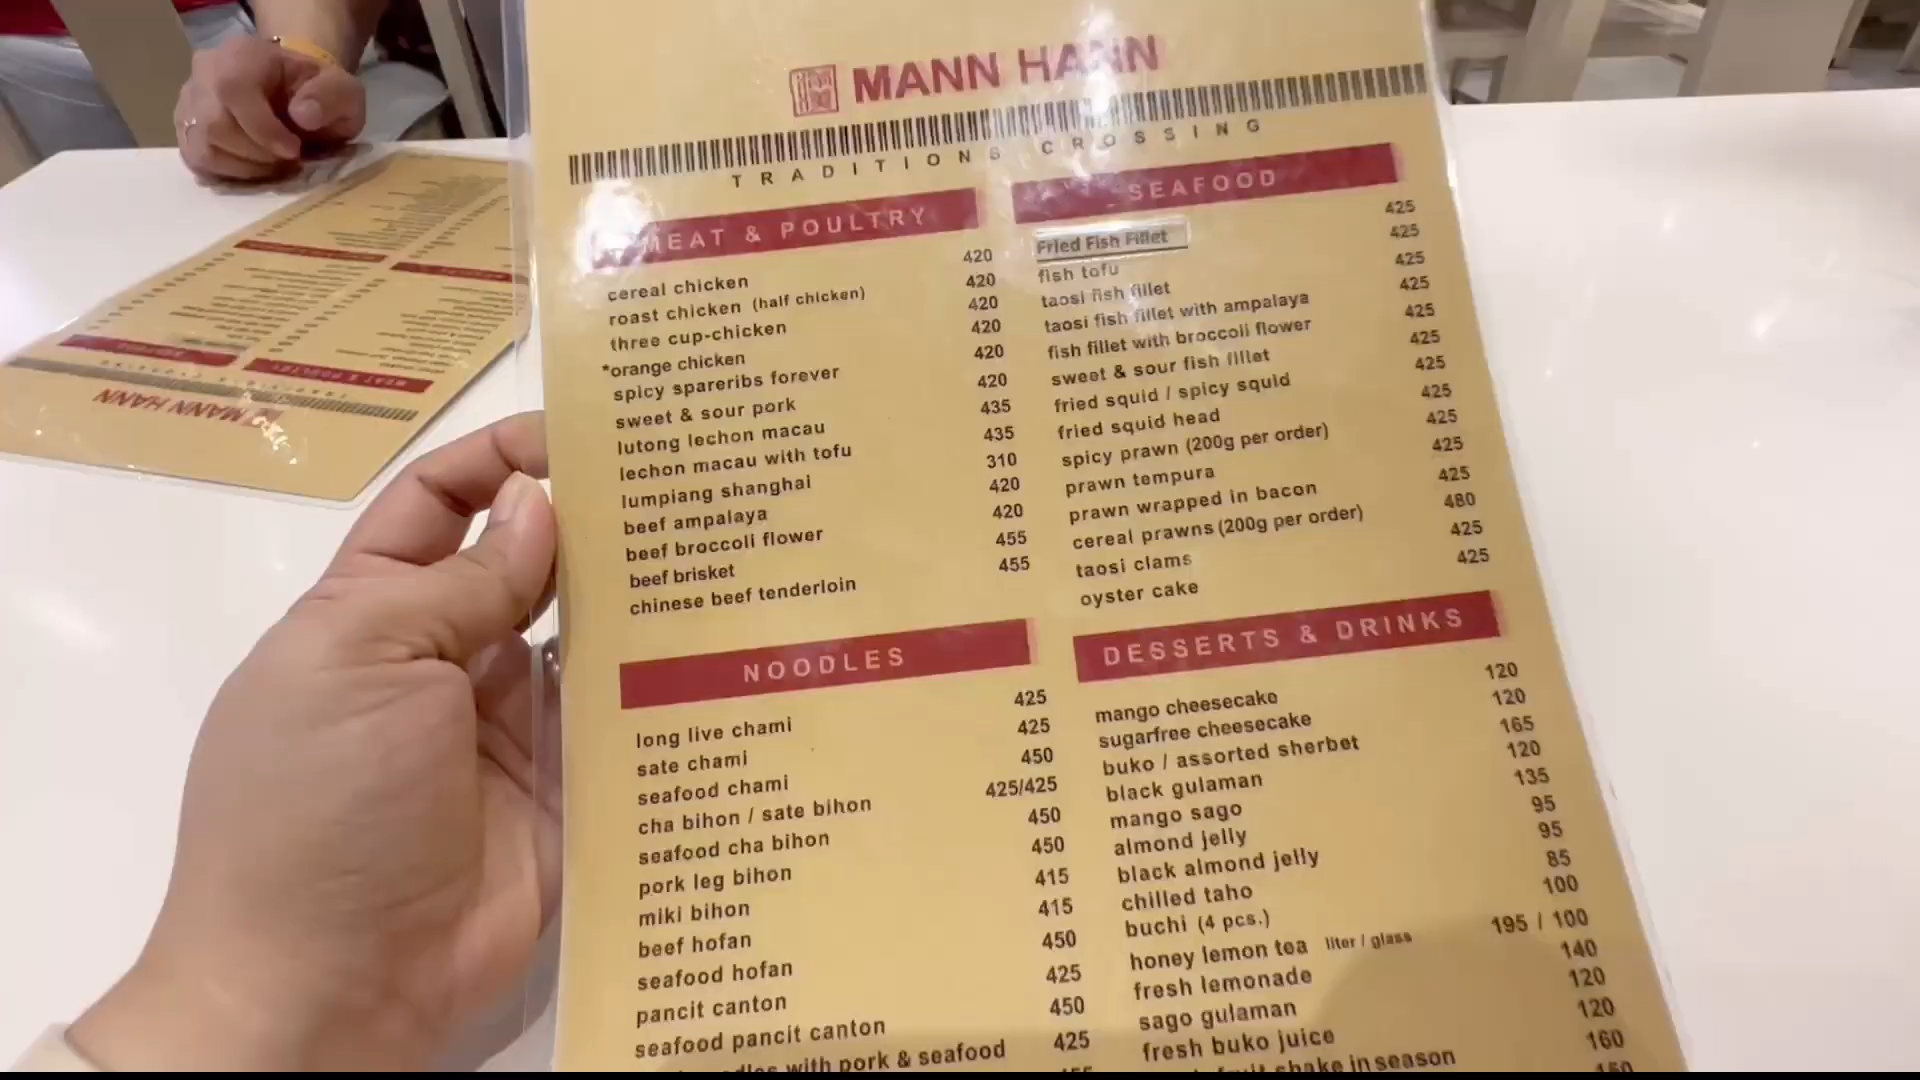 MANN HANN
TRADITIONS CROSSING
MEAT & POULTRY
cereal chicken 420
roast chicken (half chicken) 420
three cup-chicken 420
*orange chicken 420
spicy spareribs forever 420
sweet & sour pork 420
lutong lechon macau 435
lechon macau with tofu 435
lumpiang shanghai 310
beef ampalaya 420
beef broccoli flower 420
beef brisket 455
chinese beef tenderloin 455
SEAFOOD
Fried Fish Fillet 425
fish tofu 425
taosi fish fillet 425
taosi fish fillet with ampalaya 425
fish fillet with broccoli flower 425
sweet & sour fish fillet 425
fried squid / spicy squid 425
fried squid head 425
spicy prawn (200g per order) 425
prawn tempura 425
prawn wrapped in bacon 425
cereal prawns (200g per order) 480
taosi clams 425
oyster cake 425
NOODLES
long live chami 425
sate chami 425
seafood chami 450
cha bihon / sate bihon 425/425
seafood cha bihon 450
pork leg bihon 450
miki bihon 415
beef hofan 415
seafood hofan 450
pancit canton 425
seafood pancit canton 450
with pork & seafood 425
DESSERTS & DRINKS
mango cheesecake 120
sugarfree cheesecake 120
buko / assorted sherbet 165
black gulaman 120
mango sago 135
almond jelly 95
black almond jelly 95
chilled taho 85
buchi (4 pcs.) 100
honey lemon tea liter / glass 195 / 100
fresh lemonade 140
sago gulaman 120
fresh buko juice 120
shake in season 160
MANN HANN
MEAT & POULTRY